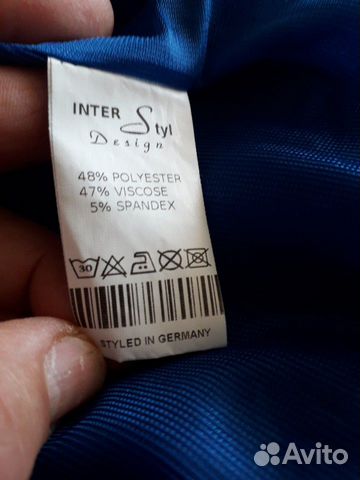 INTER Styl
Design
48% POLYESTER
47% VISCOSE
5% SPANDEX
30
STYLED IN GERMANY
Avito